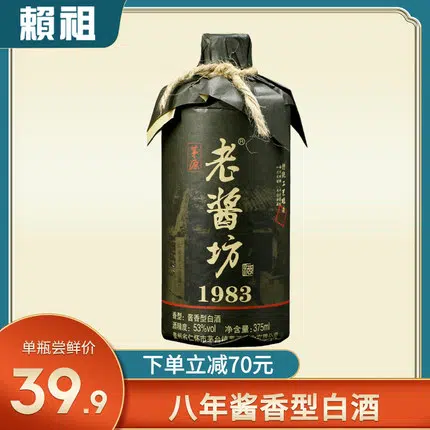 賴祖
茅源
老酱坊
®
1983
香型：酱香型白酒
酒精度：53%vol 净含量：375ml
单瓶尝鲜价
39.9
下单立减70元
八年酱香型白酒